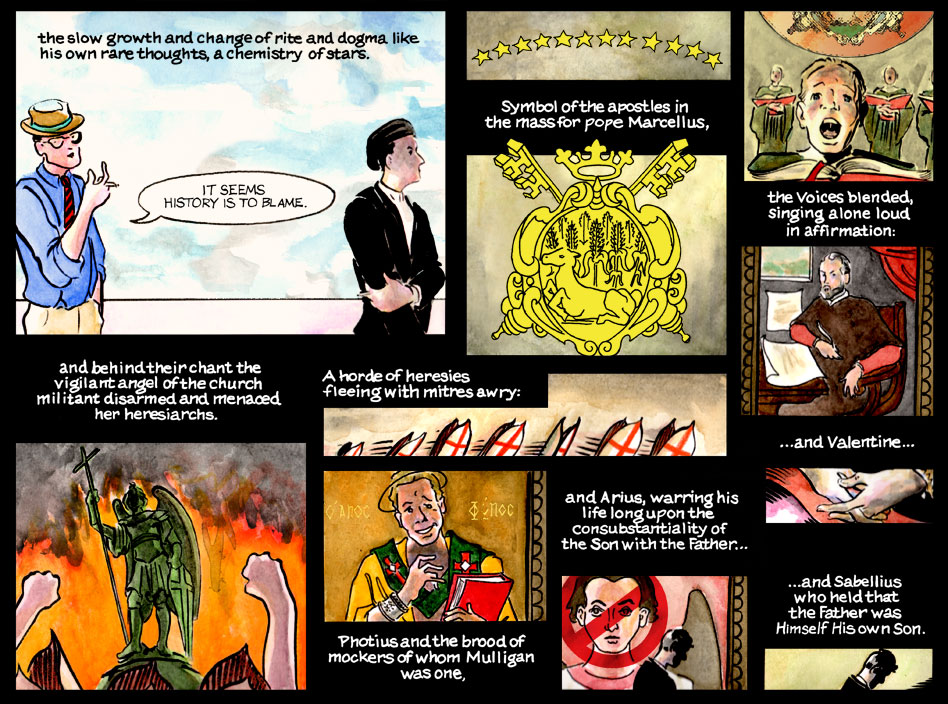 the slow growth and change of rite and dogma like
his own rare thoughts, a chemistry of stars.
IT SEEMS
HISTORY IS TO BLAME.
Symbol of the apostles in
the mass for pope Marcellus,
the Voices blended,
singing alone loud
in affirmation:
and behind their chant the
vigilant angel of the church
militant disarmed and menaced
her heresiarchs.
A horde of heresies
fleeing with mitres awry:
Photius and the brood of
mockers of whom Mulligan
was one,
and Arius, warring his
life long upon the
consubstantiality of
the Son with the Father...
...and Valentine...
...and Sabellius
who held that
the Father was
Himself His own Son.